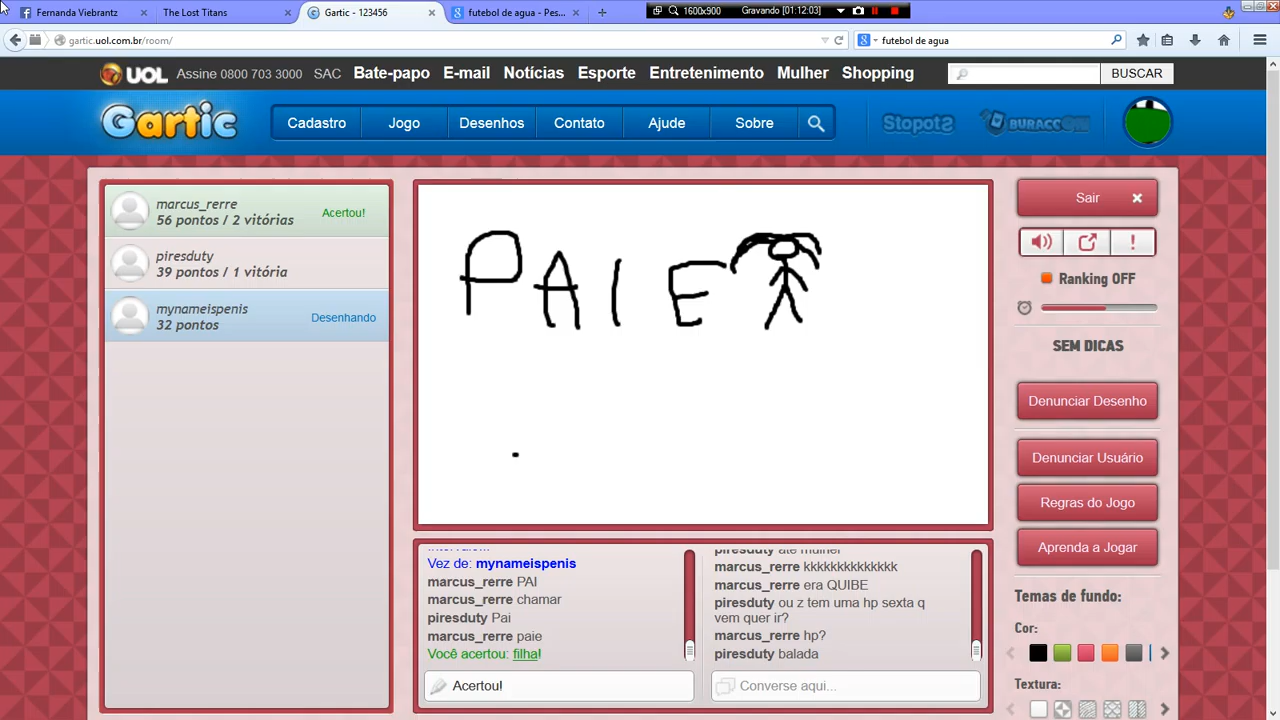 Fernanda Viebrantz
The Lost Titans
Gartic - 123456
futebol de agua - Pes...
1600x900
Gravando [01:12:03]
gartic.uol.com.br/room/
futebol de agua
UOL
Assine 0800 703 3000
SAC
Bate-papo
E-mail
Notícias
Esporte
Entretenimento
Mulher
Shopping
BUSCAR
Gartic
Cadastro
Jogo
Desenhos
Contato
Ajude
Sobre
StopotS
BURACO
marcus_rerre
56 pontos / 2 vitórias
Acertou!
piresduty
39 pontos / 1 vitória
mynameispenis
32 pontos
Desenhando
PAIE
Sair
Ranking OFF
SEM DICAS
Denunciar Desenho
Denunciar Usuário
Regras do Jogo
Aprenda a Jogar
Temas de fundo:
Cor:
Textura:
Vez de: mynameispenis
marcus_rerre PAI
marcus_rerre chamar
piresduty Pai
marcus_rerre paie
Você acertou: filha!
Acertou!
piresduty ate mulher
marcus_rerre kkkkkkkkkkkkkk
marcus_rerre era QUIBE
piresduty ou z tem uma hp sexta q
vem quer ir?
marcus_rerre hp?
piresduty balada
Converse aqui...